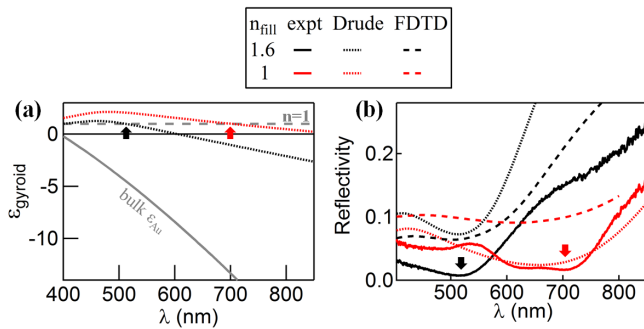 n_fill expt Drude FDTD
1.6
1
(a)
0
-5
-10
ε_gyroid
n=1
bulk ε_Au
400 500 600 700 800
λ (nm)
(b)
0.2
0.1
0.0
Reflectivity
500 600 700 800
λ (nm)